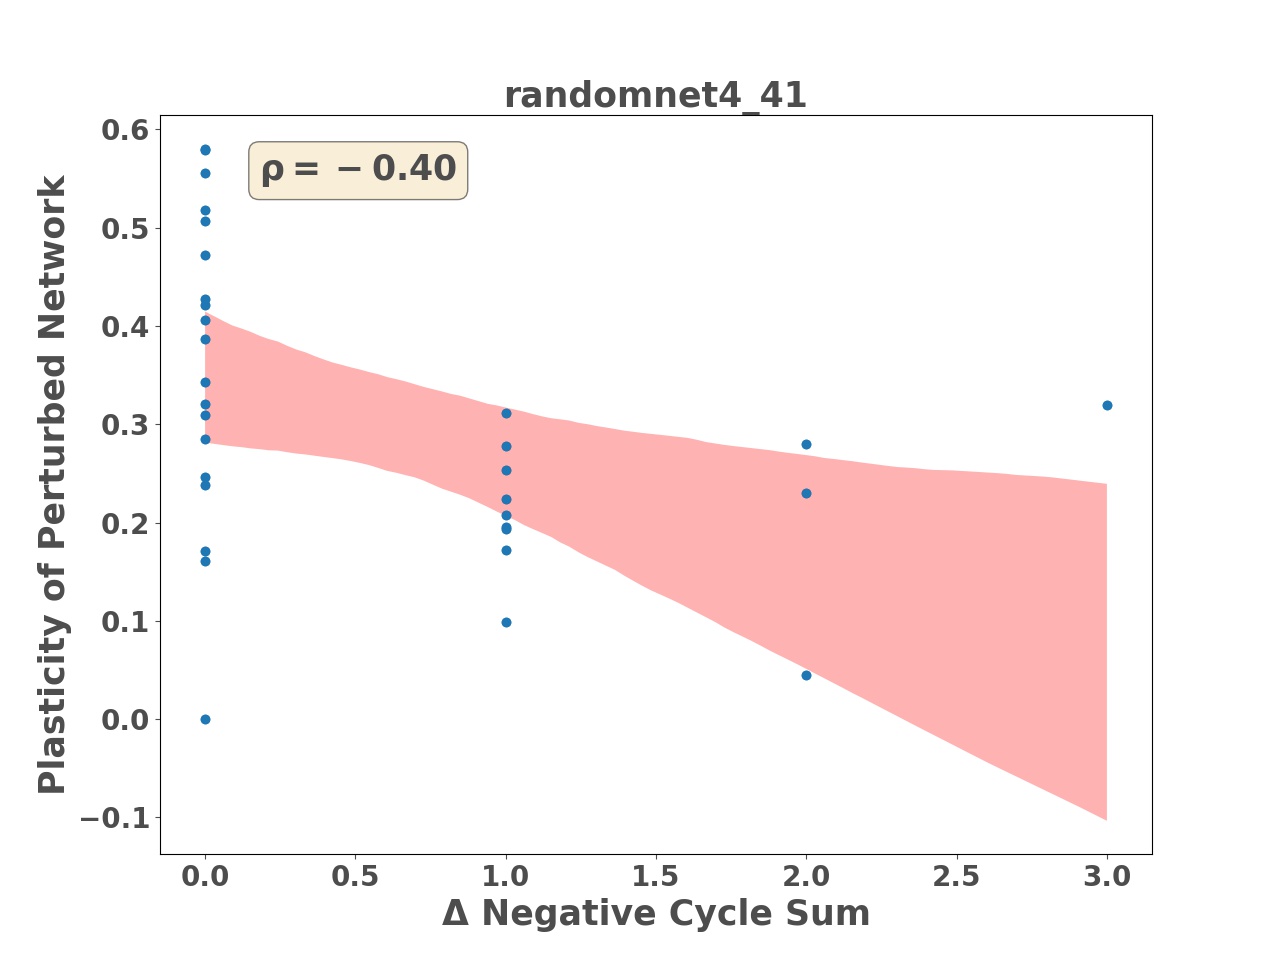 randomnet4_41
ρ = − 0.40
Plasticity of Perturbed Network
0.6
0.5
0.4
0.3
0.2
0.1
0.0
−0.1
0.0 0.5 1.0 1.5 2.0 2.5 3.0
Δ Negative Cycle Sum